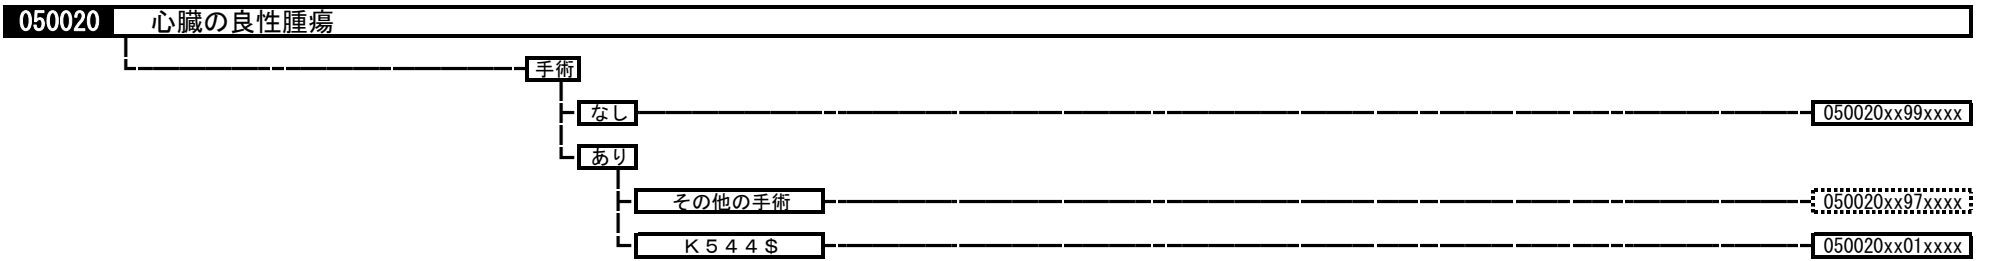 050020 心臓の良性腫瘍
手術
なし 050020xx99xxxx
あり
その他の手術 050020xx97xxxx
Ｋ５４４＄ 050020xx01xxxx